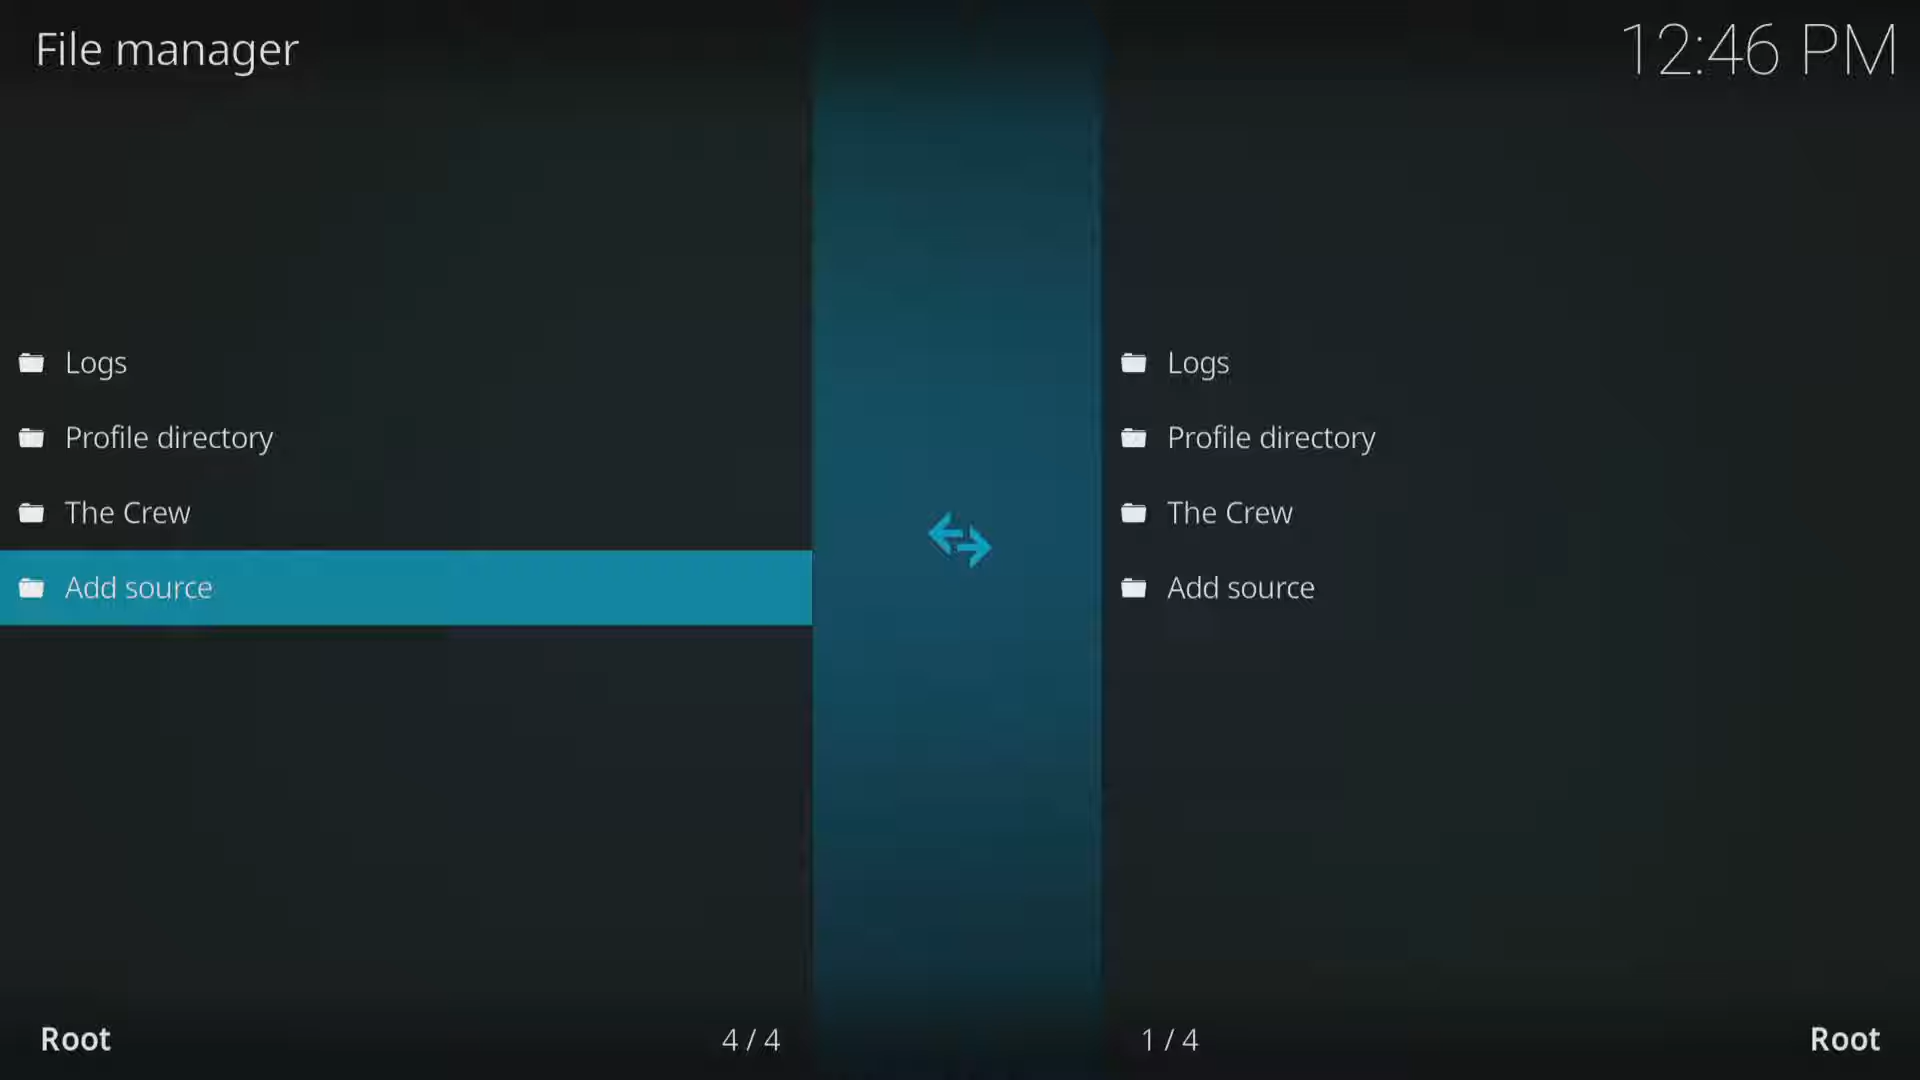 File manager
12:46 PM
Logs
Profile directory
The Crew
Add source
Logs
Profile directory
The Crew
Add source
Root
4 / 4
1 / 4
Root